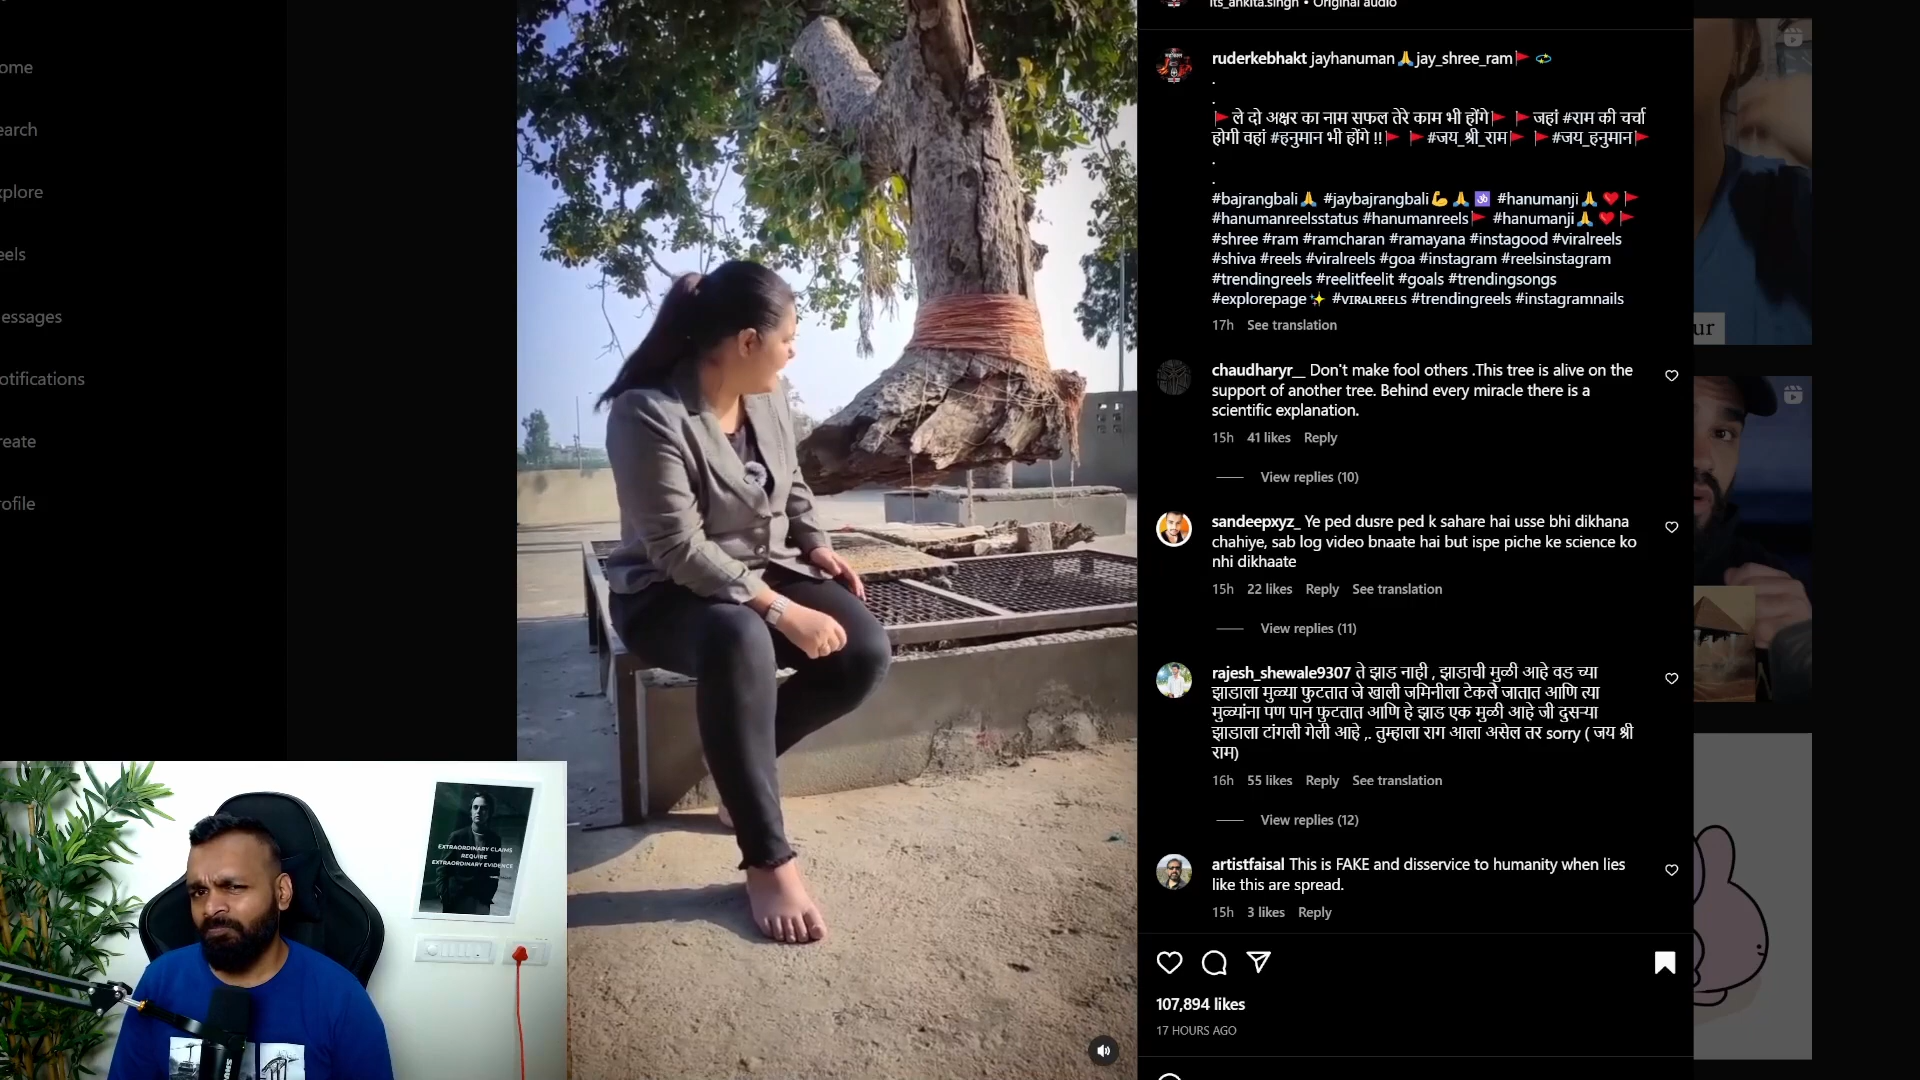 its_ankita.singh • Original audio
ome
earch
xplore
eels
essages
otifications
reate
rofile
ruderkebhakt jayhanuman🙏jay_shree_ram🚩
.
.
🚩ले दो अक्षर का नाम सफल तेरे काम भी होंगे🚩 🚩जहां #राम की चर्चा
होगी वहां #हनुमान भी होंगे !!🚩 🚩#जय_श्री_राम🚩 🚩#जय_हनुमान🚩
.
.
#bajrangbali🙏 #jaybajrangbali💪🙏🕉 #hanumanji🙏❤️🚩
#hanumanreelsstatus #hanumanreels🚩 #hanumanji🙏❤️🚩
#shree #ram #ramcharan #ramayana #instagood #viralreels
#shiva #reels #viralreels #goa #instagram #reelsinstagram
#trendingreels #reelitfeelit #goals #trendingsongs
#explorepage✨ #ᴠɪʀᴀʟʀᴇᴇʟs #trendingreels #instagramnails
17h See translation
ur
chaudharyr__ Don't make fool others .This tree is alive on the
support of another tree. Behind every miracle there is a
scientific explanation.
15h 41 likes Reply
View replies (10)
sandeepxyz_ Ye ped dusre ped k sahare hai usse bhi dikhana
chahiye, sab log video bnaate hai but ispe piche ke science ko
nhi dikhaate
15h 22 likes Reply See translation
View replies (11)
rajesh_shewale9307 ते झाड नाही , झाडाची मुळी आहे वड च्या
झाडाला मुळ्या फुटतात जे खाली जमिनीला टेकले जातात आणि त्या
मुळ्यांना पण पान फुटतात आणि हे झाड एक मुळी आहे जी दुसऱ्या
झाडाला टांगली गेली आहे ,. तुम्हाला राग आला असेल तर sorry ( जय श्री
राम)
16h 55 likes Reply See translation
View replies (12)
artistfaisal This is FAKE and disservice to humanity when lies
like this are spread.
15h 3 likes Reply
107,894 likes
17 HOURS AGO
EXTRAORDINARY CLAIMS
REQUIRE
EXTRAORDINARY EVIDENCE